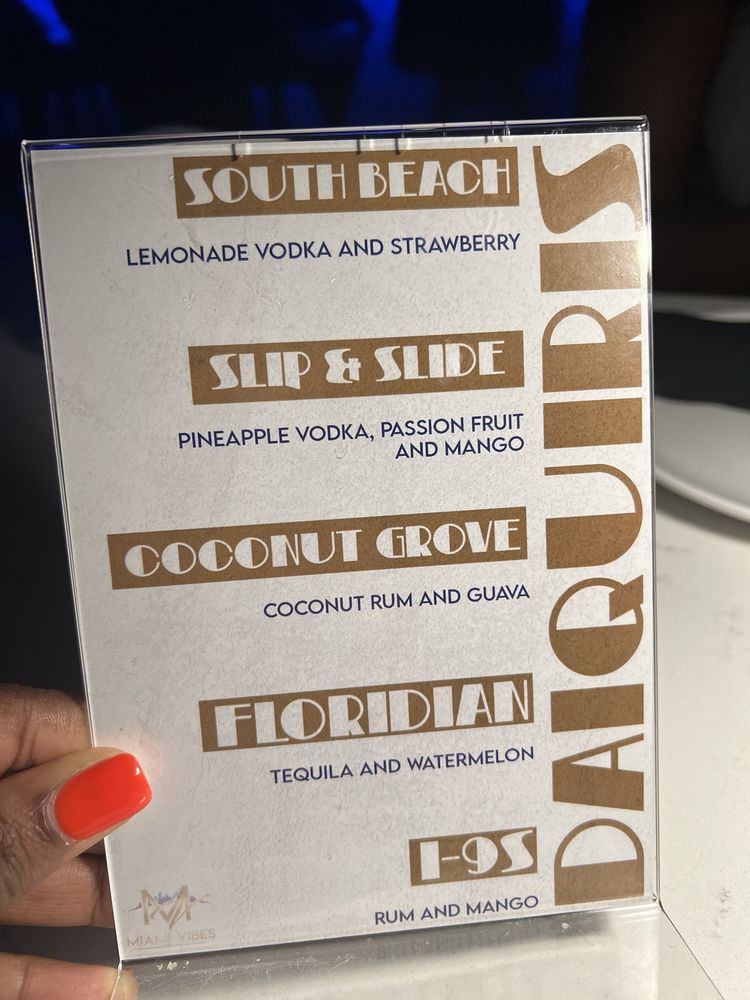 DAIQUIRIS
SOUTH BEACH
LEMONADE VODKA AND STRAWBERRY
SLIP & SLIDE
PINEAPPLE VODKA, PASSION FRUIT
AND MANGO
COCONUT GROVE
COCONUT RUM AND GUAVA
FLORIDIAN
TEQUILA AND WATERMELON
I-95
RUM AND MANGO
MIAMI VIBES